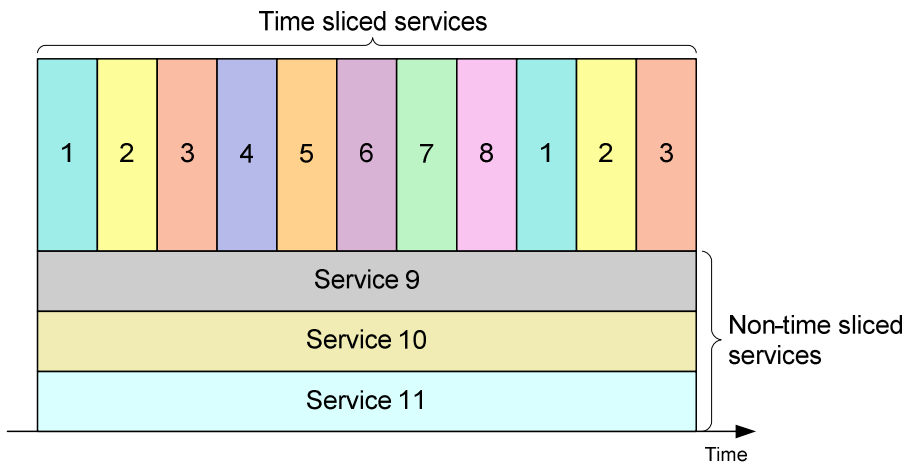 Time sliced services
1 2 3 4 5 6 7 8 1 2 3
Service 9
Service 10
Service 11
Non-time sliced
services
Time